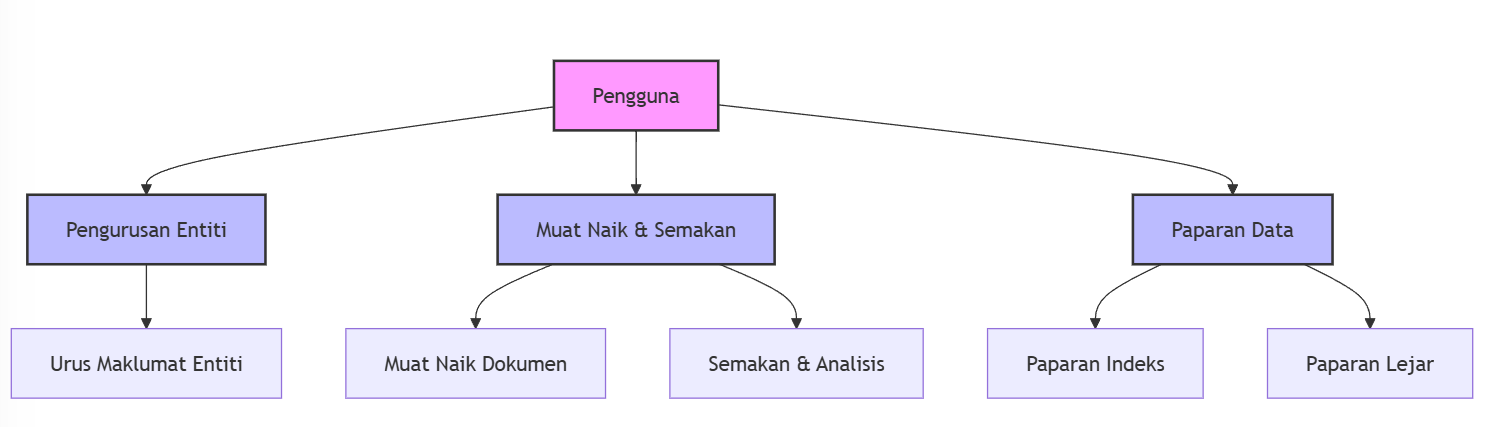 Pengguna
Pengurusan Entiti
Muat Naik & Semakan
Paparan Data
Urus Maklumat Entiti
Muat Naik Dokumen
Semakan & Analisis
Paparan Indeks
Paparan Lejar